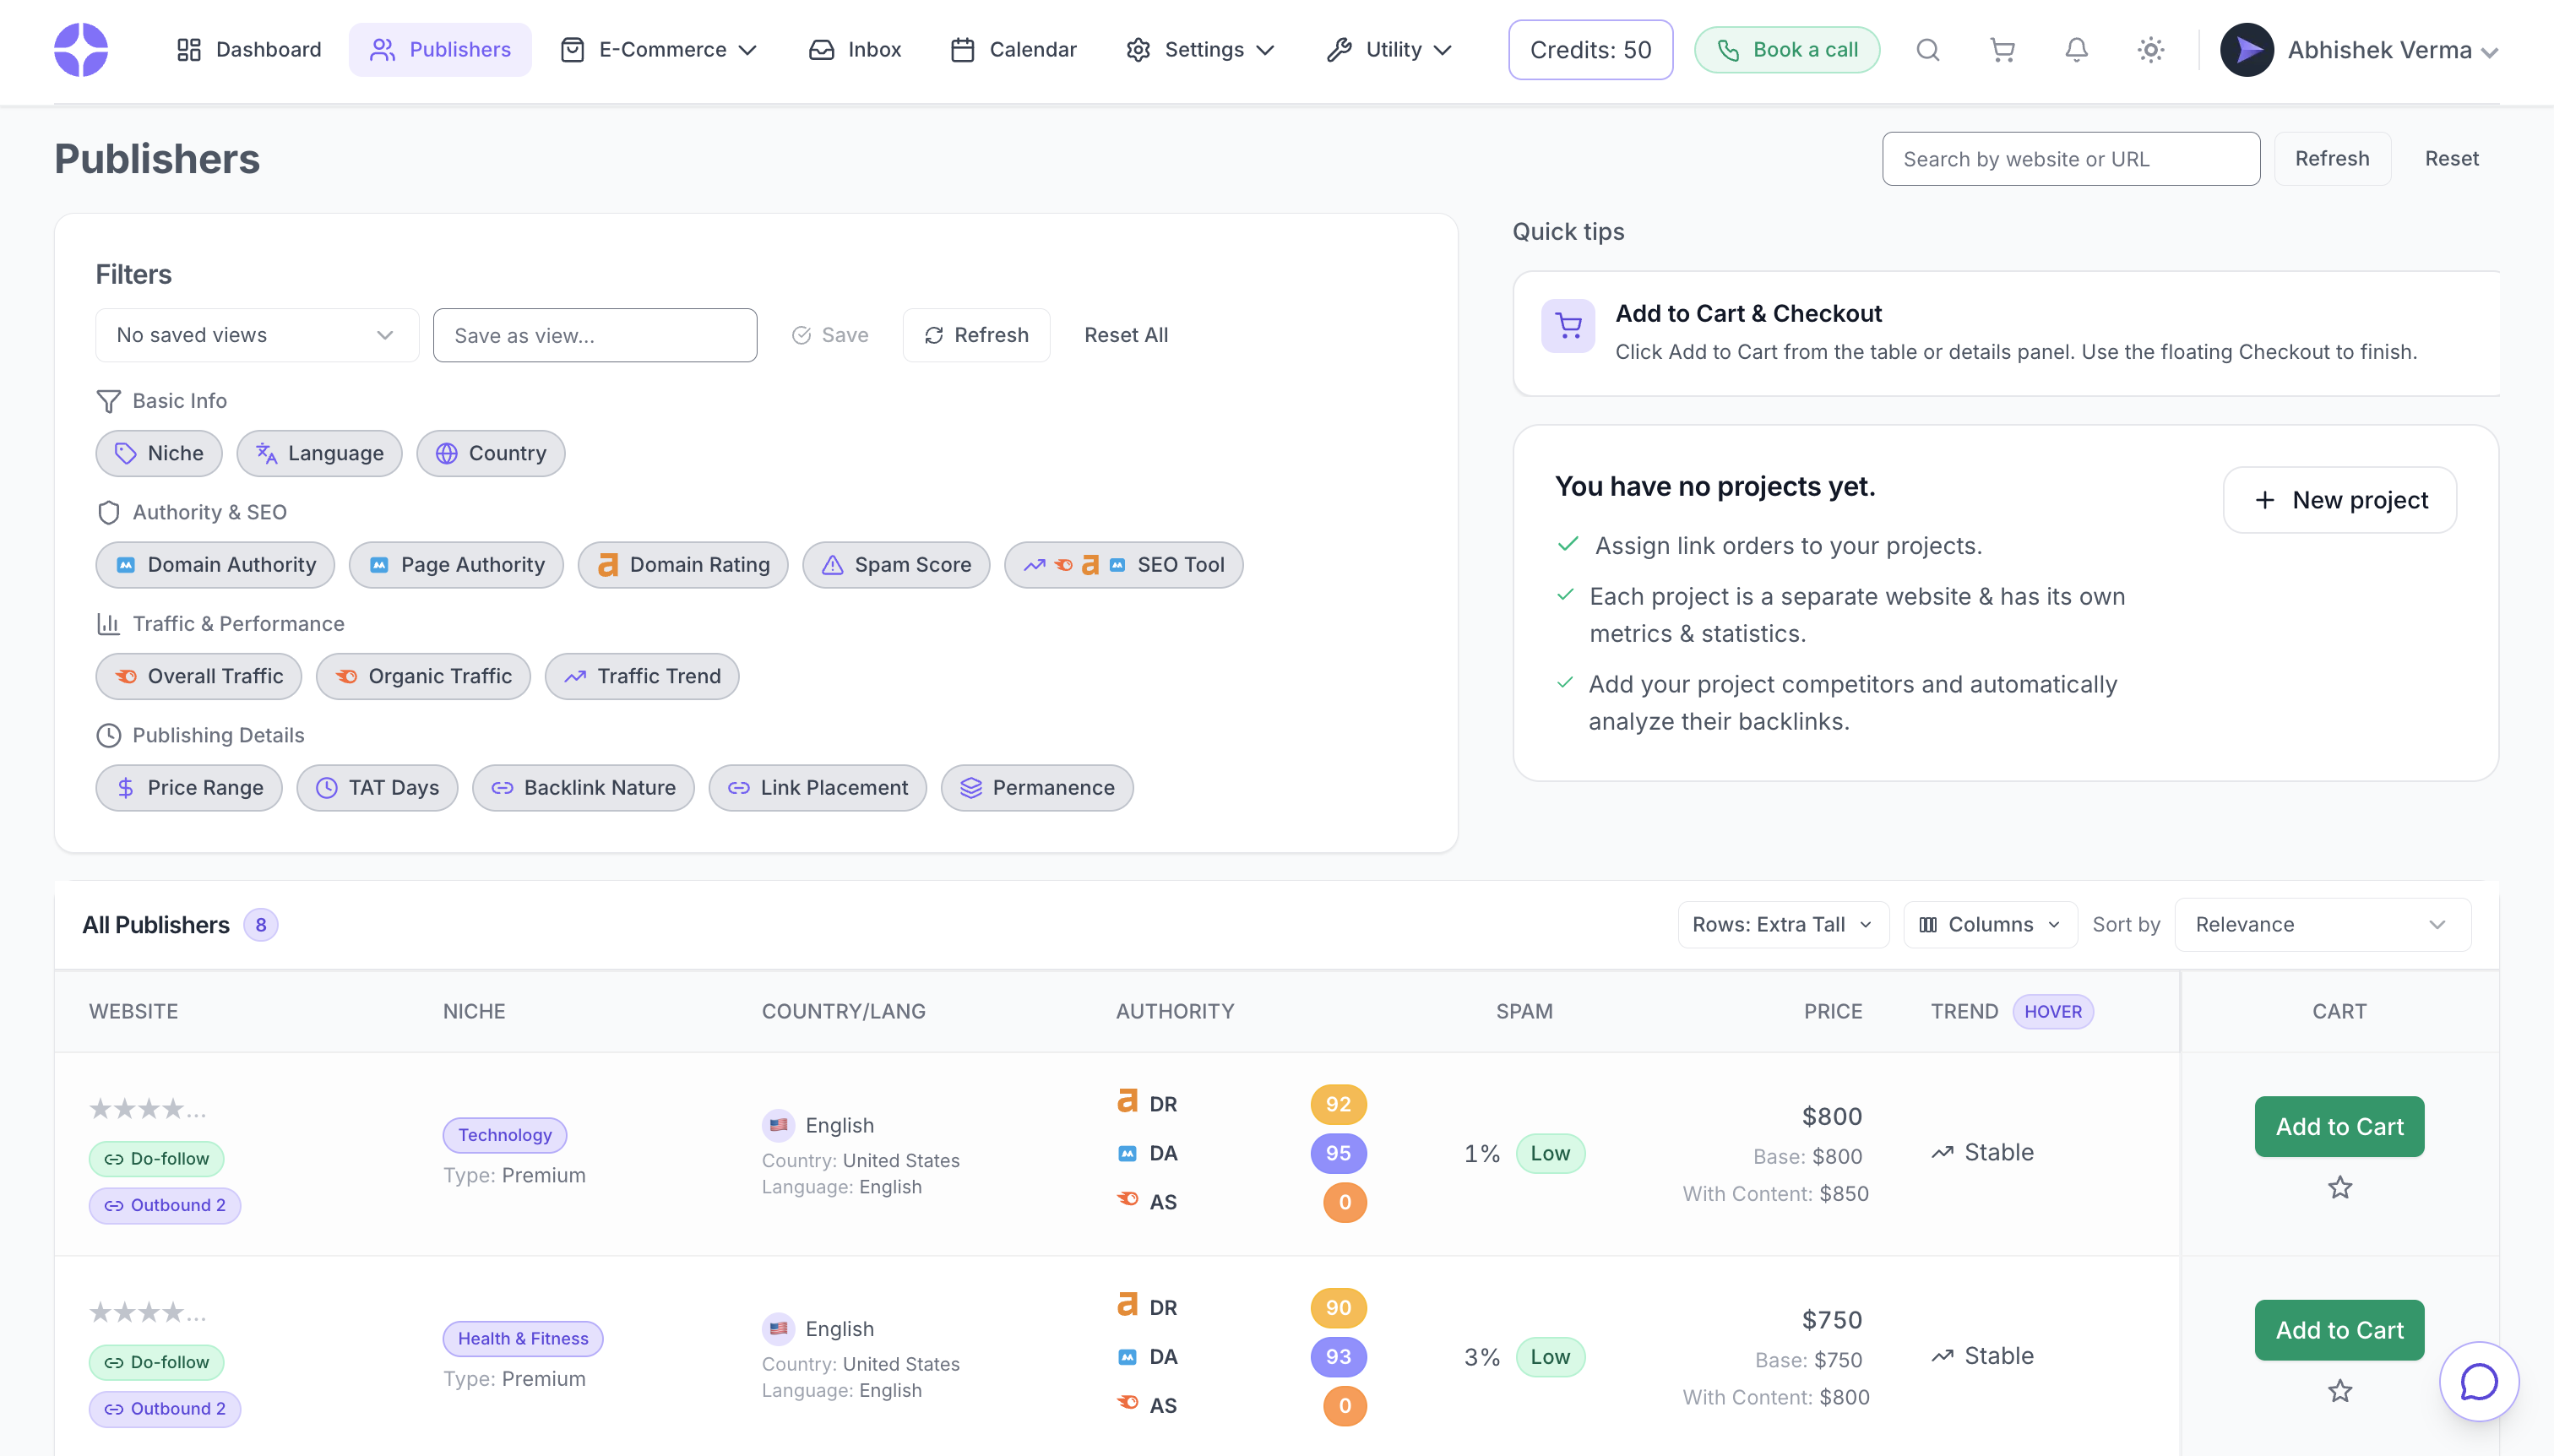 Dashboard
Publishers
E-Commerce
Inbox
Calendar
Settings
Utility
Credits: 50
Book a call
Abhishek Verma
Publishers
Search by website or URL
Refresh
Reset
Filters
No saved views
Save as view...
Save
Refresh
Reset All
Basic Info
Niche
Language
Country
Authority & SEO
Domain Authority
Page Authority
Domain Rating
Spam Score
SEO Tool
Traffic & Performance
Overall Traffic
Organic Traffic
Traffic Trend
Publishing Details
Price Range
TAT Days
Backlink Nature
Link Placement
Permanence
Quick tips
Add to Cart & Checkout
Click Add to Cart from the table or details panel. Use the floating Checkout to finish.
You have no projects yet.
New project
Assign link orders to your projects.
Each project is a separate website & has its own
metrics & statistics.
Add your project competitors and automatically
analyze their backlinks.
All Publishers 8
Rows: Extra Tall
Columns
Sort by
Relevance
WEBSITE
NICHE
COUNTRY/LANG
AUTHORITY
SPAM
PRICE
TREND HOVER
CART
★★★★...
Do-follow
Outbound 2
Technology
Type: Premium
English
Country: United States
Language: English
DR 92
DA 95
AS 0
1% Low
$800
Base: $800
With Content: $850
Stable
Add to Cart
★★★★...
Do-follow
Outbound 2
Health & Fitness
Type: Premium
English
Country: United States
Language: English
DR 90
DA 93
AS 0
3% Low
$750
Base: $750
With Content: $800
Stable
Add to Cart